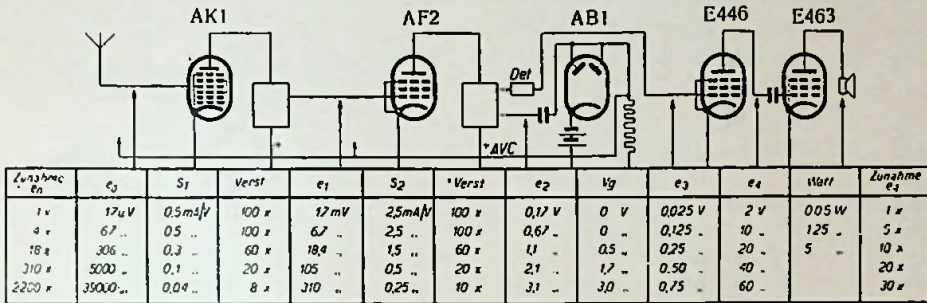 AK1 AF2 AB1 E446 E463
Det
+AVC
Zunahme e₀ e₀ S₁ Verst e₁ S₂ Verst e₂ Vg e₃ e₄ Watt Zunahme e₄
1 x 17 µV 0,5 mA/V 100 x 1,7 mV 2,5 mA/V 100 x 0,17 V 0 V 0,025 V 2 V 0,05 W 1 x
4 x 67 „ 0,5 „ 100 x 6,7 „ 2,5 „ 100 x 0,67 „ 0 „ 0,125 „ 10 „ 1,25 „ 5 x
18 x 306 „ 0,3 „ 60 x 18,4 „ 1,5 „ 60 x 1,1 „ 0,5 „ 0,25 „ 20 „ 5 „ 10 x
310 x 5000 „ 0,1 „ 20 x 105 „ 0,5 „ 20 x 2,1 „ 1,7 „ 0,50 „ 40 „ 20 x
2200 x 39000 „ 0,04 „ 8 x 310 „ 0,25 „ 10 x 3,1 „ 3,0 „ 0,75 „ 60 „ 30 x